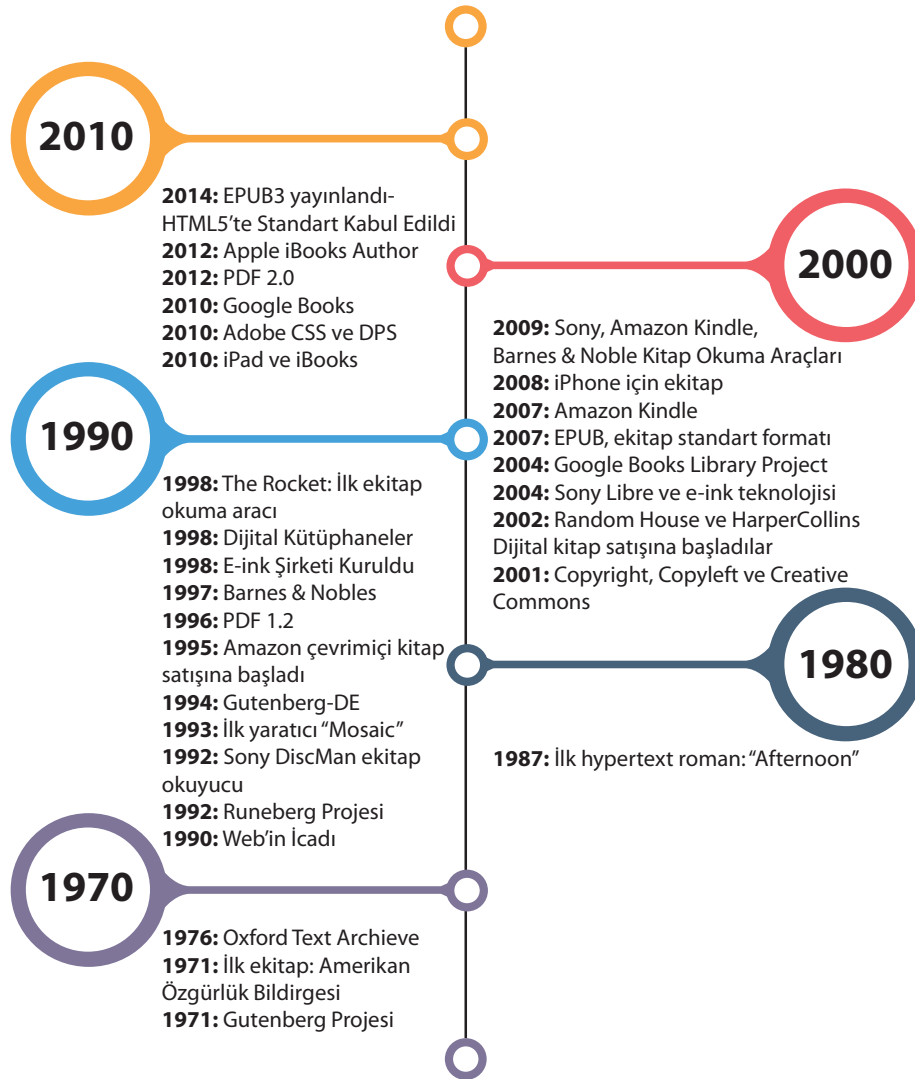 2010
2014: EPUB3 yayınlandı-
HTML5'te Standart Kabul Edildi
2012: Apple iBooks Author
2012: PDF 2.0
2010: Google Books
2010: Adobe CSS ve DPS
2010: iPad ve iBooks
2000
2009: Sony, Amazon Kindle,
Barnes & Noble Kitap Okuma Araçları
2008: iPhone için ekitap
2007: Amazon Kindle
2007: EPUB, ekitap standart formatı
2004: Google Books Library Project
2004: Sony Libre ve e-ink teknolojisi
2002: Random House ve HarperCollins
Dijital kitap satışına başladılar
2001: Copyright, Copyleft ve Creative
Commons
1990
1998: The Rocket: İlk ekitap
okuma aracı
1998: Dijital Kütüphaneler
1998: E-ink Şirketi Kuruldu
1997: Barnes & Nobles
1996: PDF 1.2
1995: Amazon çevrimiçi kitap
satışına başladı
1994: Gutenberg-DE
1993: İlk yaratıcı “Mosaic”
1992: Sony DiscMan ekitap
okuyucu
1992: Runeberg Projesi
1990: Web'in İcadı
1980
1987: İlk hypertext roman: “Afternoon”
1970
1976: Oxford Text Archieve
1971: İlk ekitap: Amerikan
Özgürlük Bildirgesi
1971: Gutenberg Projesi